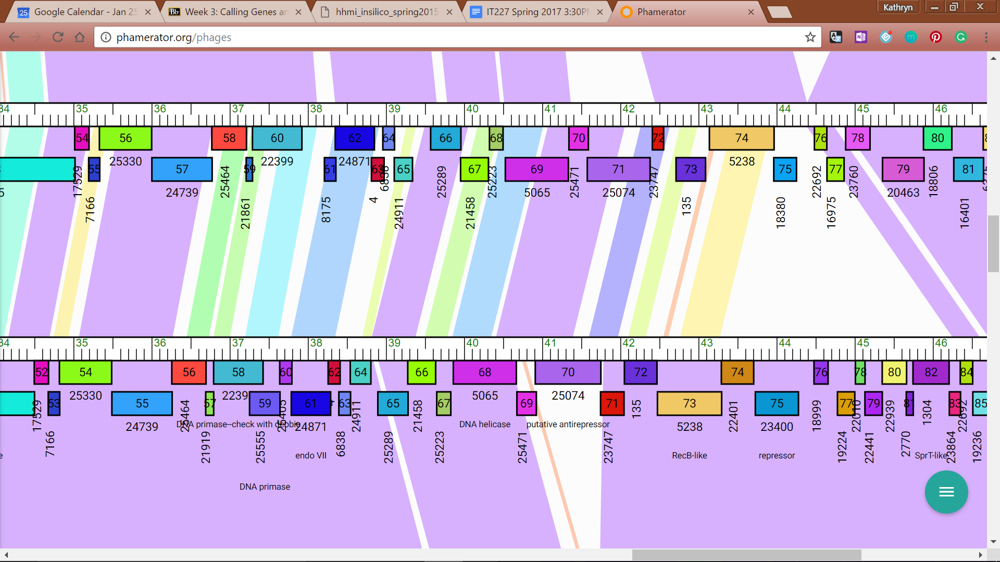 Google Calendar - Jan 25
Week 3: Calling Genes an
hhmi_insilico_spring2015
IT227 Spring 2017 3:30P
Phamerator
Kathryn
phamerator.org/phages
34 35 36 37 38 39 40 41 42 43 44 45 46
54 56 58 60 62 64 66 68 70 72 74 76 78 80
25330 22399 24871 5238
55 57 59 61 63 65 67 69 71 73 75 77 79 81
17529 25464 6838 25289 25223 25471 23747 22692 23760 18806
24739 5065 25074 20463
7166 21861 8175 4 24911 21458 135 18380 16975 16401
34 35 36 37 38 39 40 41 42 43 44 45 46
52 54 56 58 60 62 64 66 68 70 72 74 76 78 80 82 84
25330 2239 5065 25074
53 55 57 59 61 63 65 67 69 71 73 75 77 79 81 83 85
17529 25464 25405 24911 21458 135 22401 18999 22010 22939 1304 22692
DNA primase--check with debbie DNA helicase putative antirepressor
24739 24871 5238 23400
7166 21919 25555 6838 25289 25223 25471 23747 19224 22441 2770 23864 19236
endo VII RecB-like repressor SprT-like
DNA primase